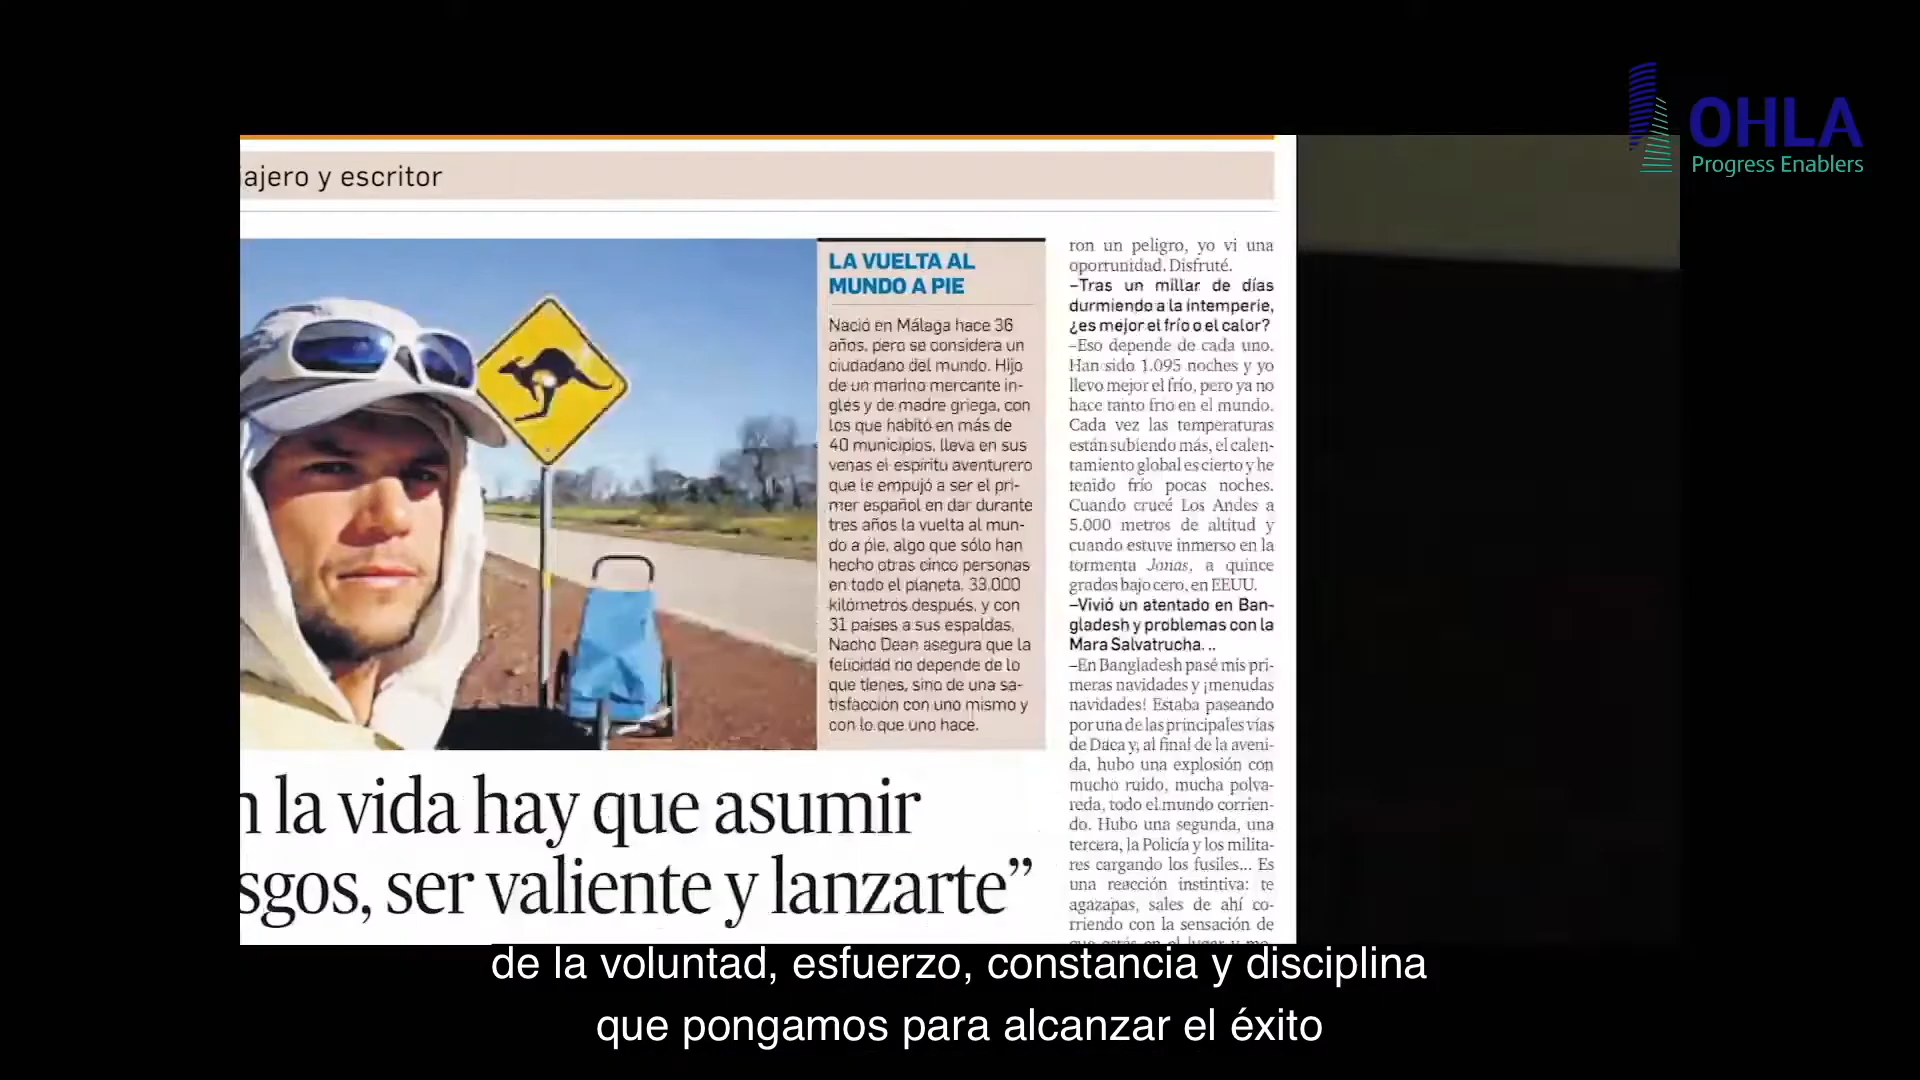 OHLA
Progress Enablers
iajero y escritor
LA VUELTA AL
MUNDO A PIE
Nació en Málaga hace 36
años, pero se considera un
ciudadano del mundo. Hijo
de un marino mercante in-
glés y de madre griega, con
los que habitó en más de
40 municipios, lleva en sus
venas el espíritu aventurero
que le empujó a ser el pri-
mer español en dar durante
tres años la vuelta al mun-
do a pie, algo que sólo han
hecho otras cinco personas
en todo el planeta. 33.000
kilómetros después, y con
31 países a sus espaldas,
Nacho Dean asegura que la
felicidad no depende de lo
que tienes, sino de una sa-
tisfacción con uno mismo y
con lo que uno hace.
ron un peligro, yo vi una
oportunidad. Disfruté.
–Tras un millar de días
durmiendo a la intemperie,
¿es mejor el frío o el calor?
–Eso depende de cada uno.
Han sido 1.095 noches y yo
llevo mejor el frío, pero ya no
hace tanto frío en el mundo.
Cada vez las temperaturas
están subiendo más, el calen-
tamiento global es cierto y he
tenido frío pocas noches.
Cuando crucé Los Andes a
5.000 metros de altitud y
cuando estuve inmerso en la
tormenta Jonas, a quince
grados bajo cero, en EEUU.
–Vivió un atentado en Ban-
gladesh y problemas con la
Mara Salvatrucha...
–En Bangladesh pasé mis pri-
meras navidades y ¡menudas
navidades! Estaba paseando
por una de las principales vías
de Daca y, al final de la aveni-
da, hubo una explosión con
mucho ruido, mucha polva-
reda, todo el mundo corrien-
do. Hubo una segunda, una
tercera, la Policía y los milita-
res cargando los fusiles... Es
una reacción instintiva: te
agazapas, sales de ahí co-
rriendo con la sensación de
n la vida hay que asumir
sgos, ser valiente y lanzarte”
de la voluntad, esfuerzo, constancia y disciplina
que pongamos para alcanzar el éxito